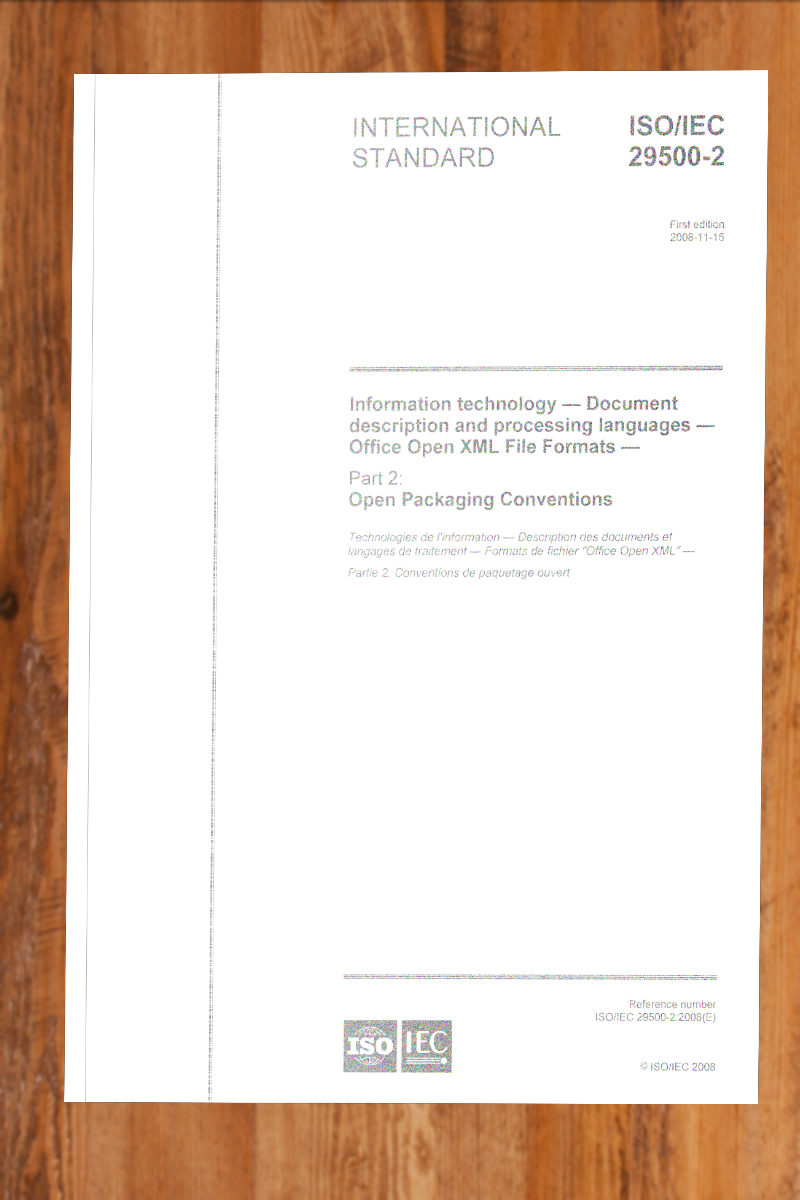 INTERNATIONAL
STANDARD
ISO/IEC
29500-2
First edition
2008-11-15
Information technology — Document
description and processing languages —
Office Open XML File Formats —
Part 2:
Open Packaging Conventions
Technologies de l'information — Description des documents et
langages de traitement — Formats de fichier "Office Open XML" —
Partie 2: Conventions de paquetage ouvert
Reference number
ISO/IEC 29500-2:2008(E)
ISO
IEC
© ISO/IEC 2008